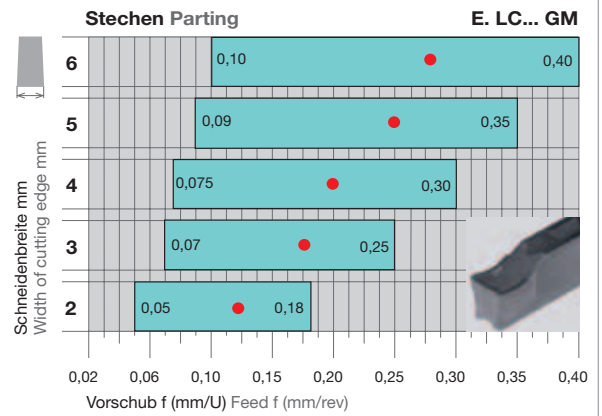 Stechen Parting E. LC... GM
6 0,10 0,40
5 0,09 0,35
4 0,075 0,30
3 0,07 0,25
2 0,05 0,18
Schneidenbreite mm
Width of cutting edge mm
0,02 0,06 0,10 0,15 0,20 0,25 0,30 0,35 0,40
Vorschub f (mm/U) Feed f (mm/rev)